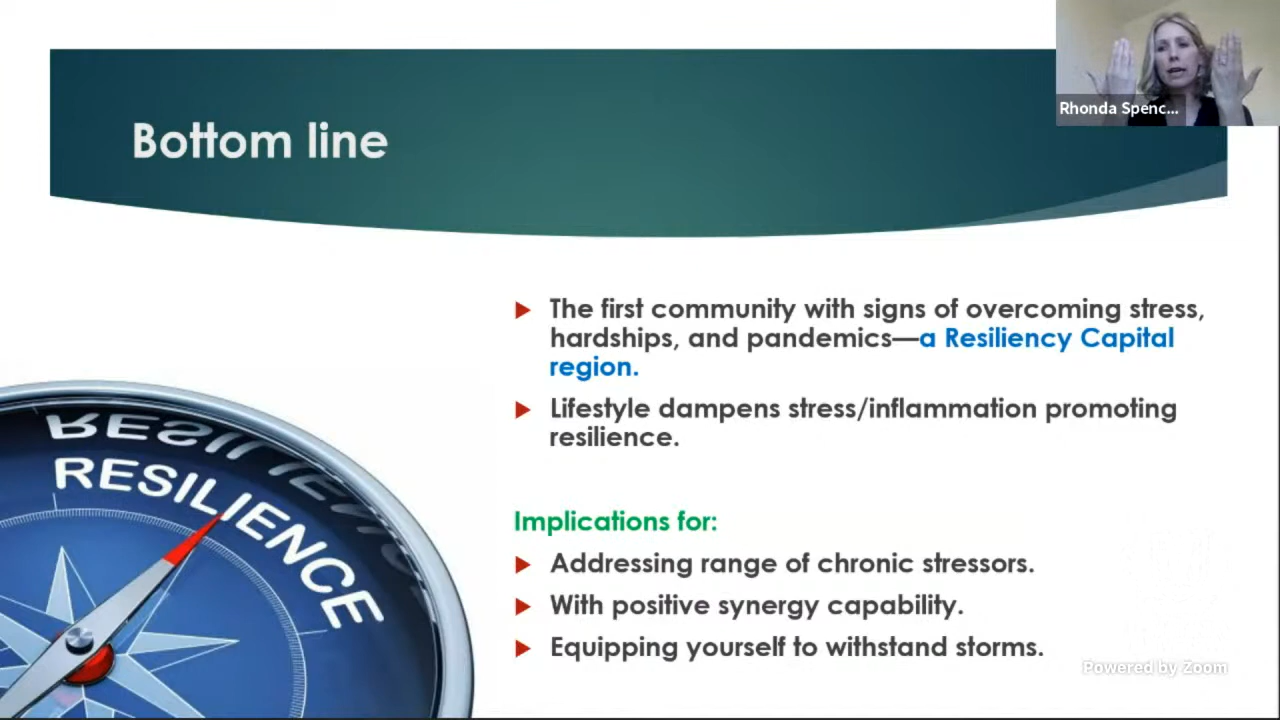 Rhonda Spenc...
Bottom line
The first community with signs of overcoming stress,
hardships, and pandemics—a Resiliency Capital
region.
Lifestyle dampens stress/inflammation promoting
resilience.
RESILIENCE
RESILIENCE
Implications for:
Addressing range of chronic stressors.
With positive synergy capability.
Equipping yourself to withstand storms.
Powered by Zoom